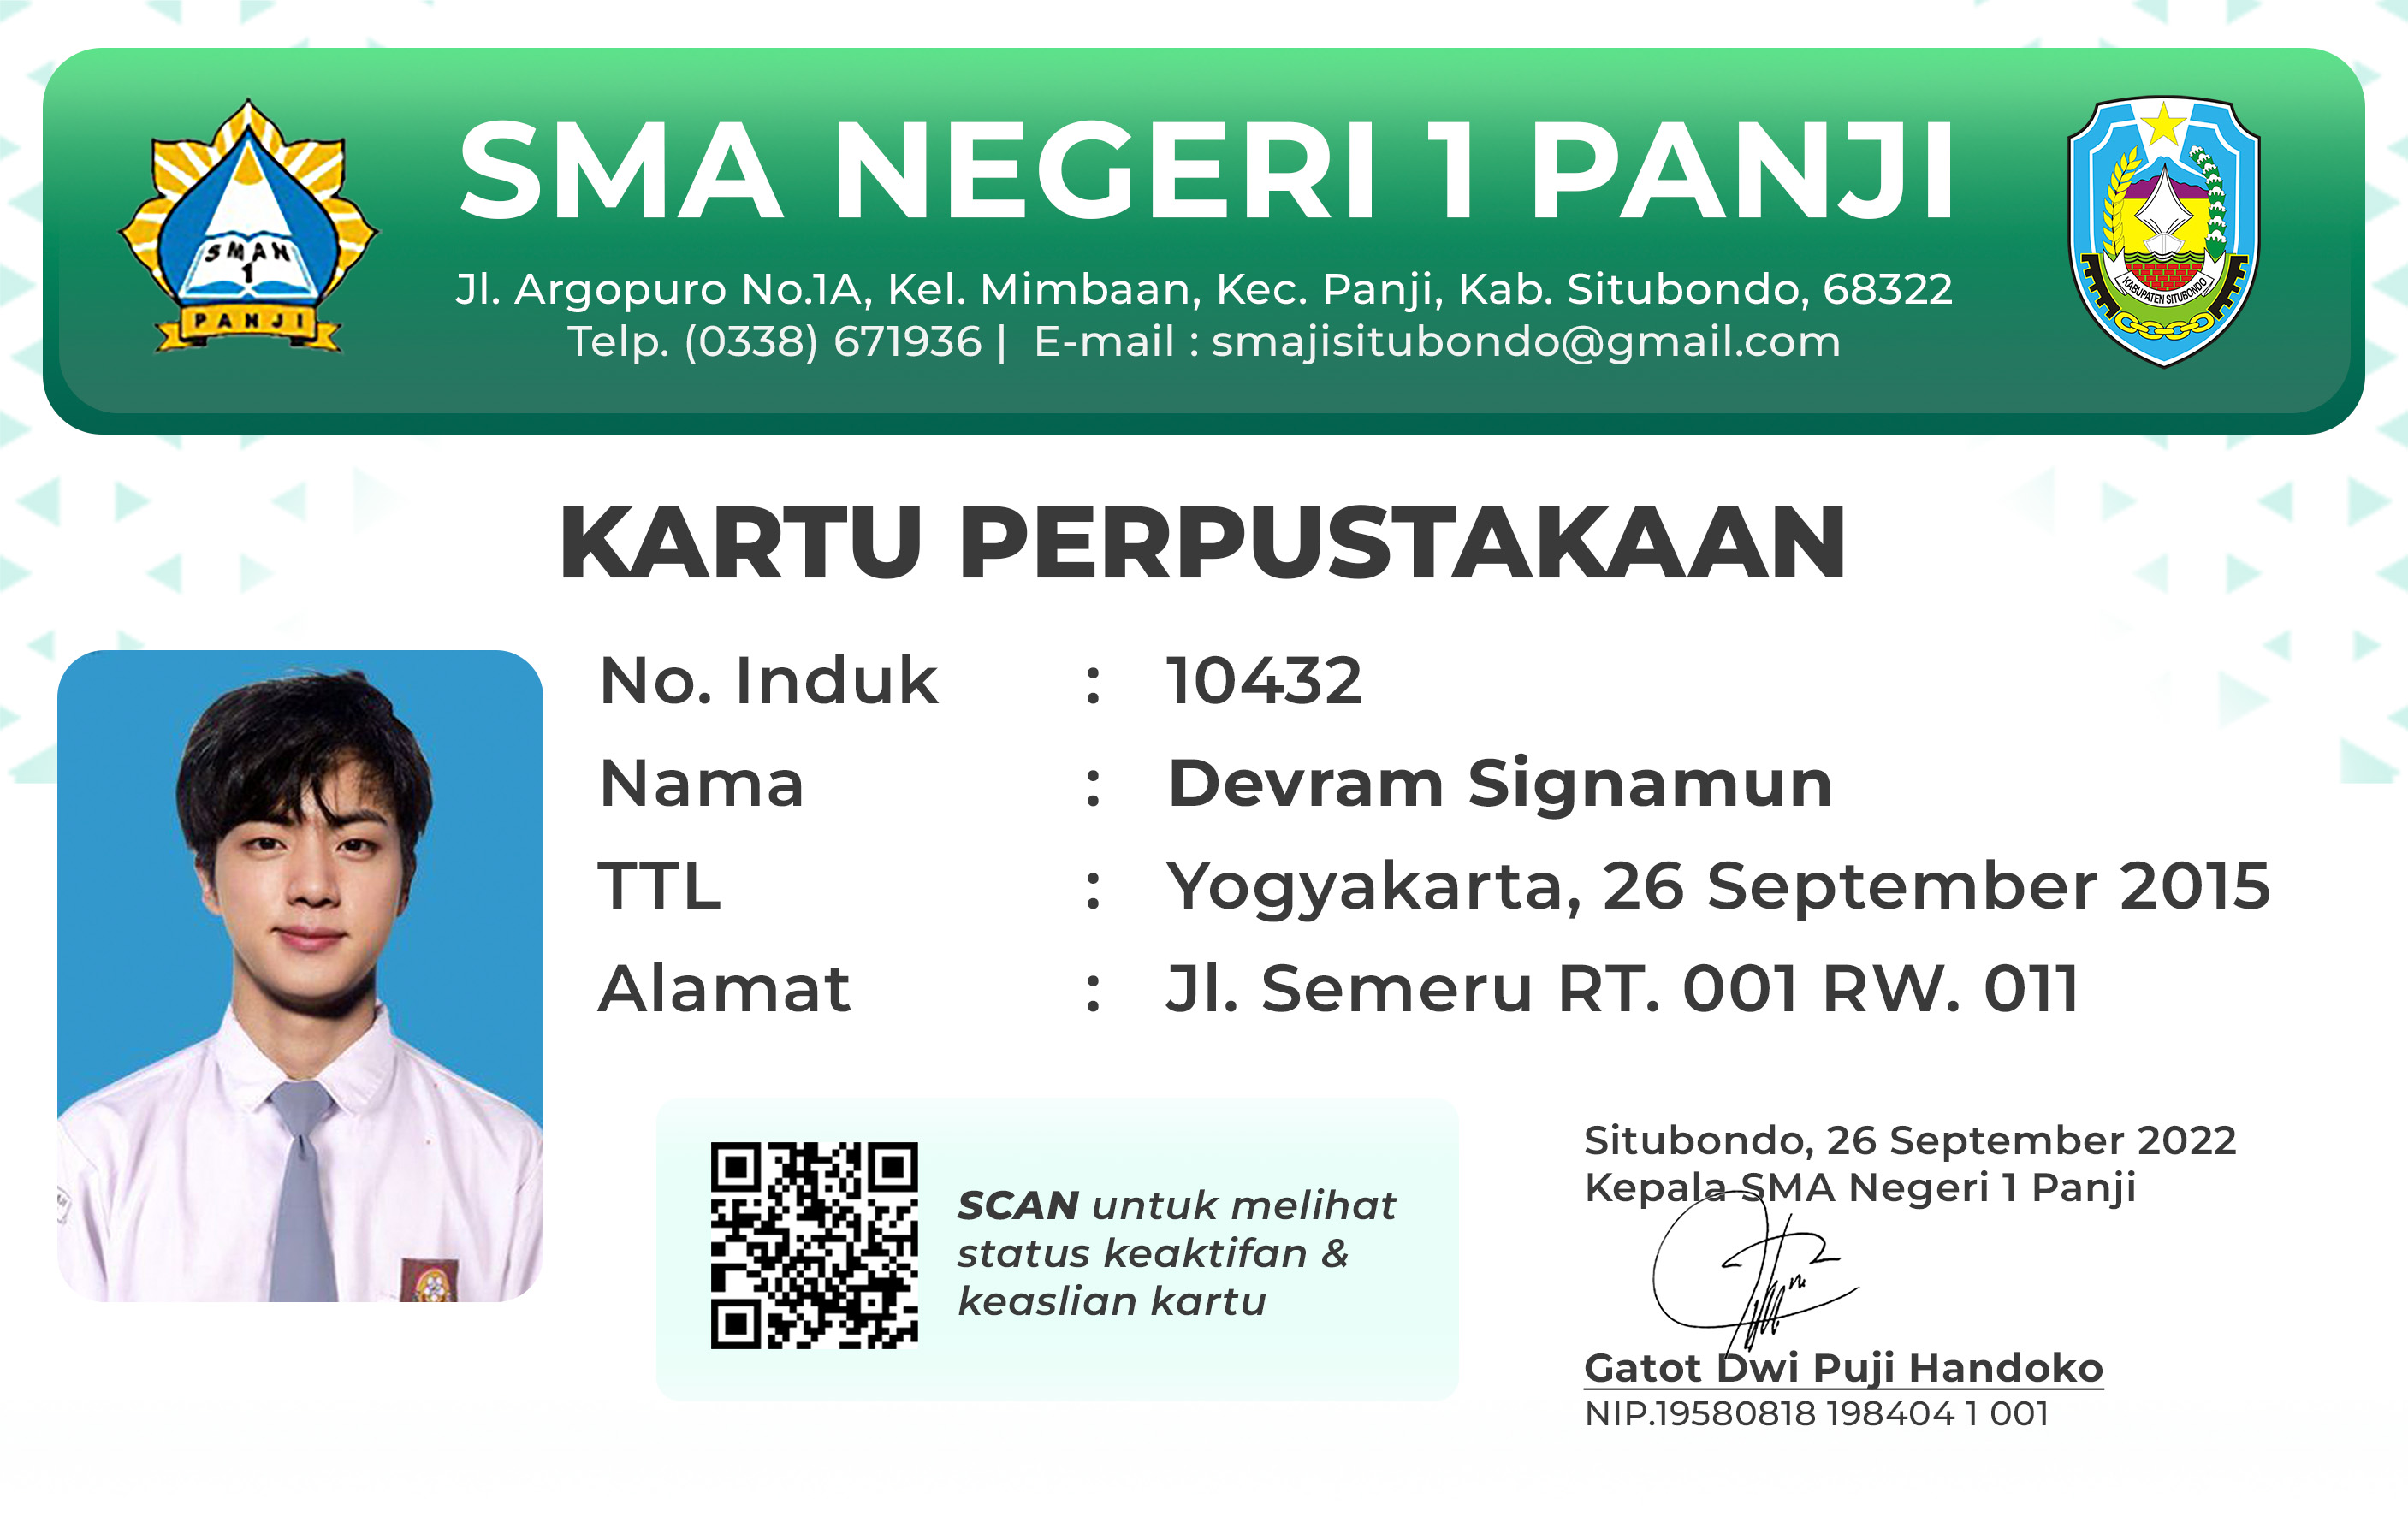 SMA NEGERI 1 PANJI
Jl. Argopuro No.1A, Kel. Mimbaan, Kec. Panji, Kab. Situbondo, 68322
Telp. (0338) 671936 | E-mail : smajisitubondo@gmail.com
SMAN
1
PANJI
KABUPATEN SITUBONDO
KARTU PERPUSTAKAAN
No. Induk : 10432
Nama : Devram Signamun
TTL : Yogyakarta, 26 September 2015
Alamat : Jl. Semeru RT. 001 RW. 011
SCAN untuk melihat
status keaktifan &
keaslian kartu
Situbondo, 26 September 2022
Kepala SMA Negeri 1 Panji
Gatot Dwi Puji Handoko
NIP.19580818 198404 1 001